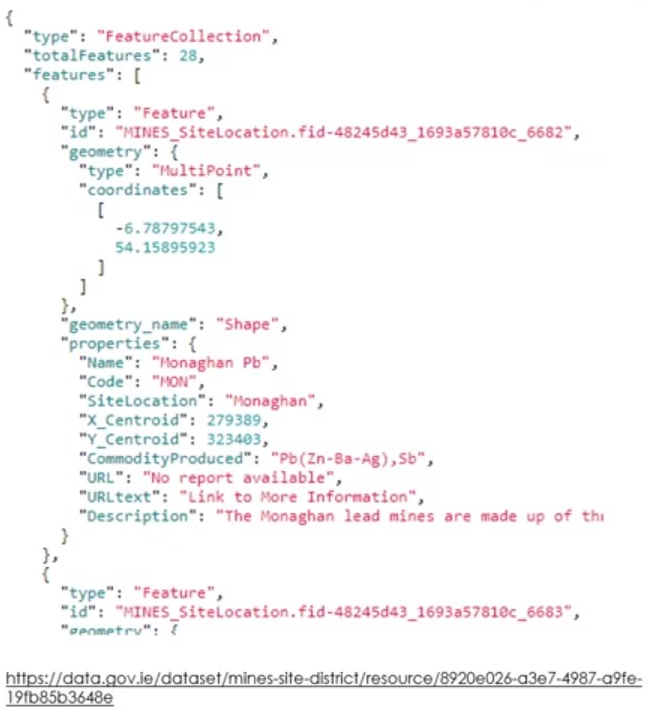 {
"type": "FeatureCollection",
"totalFeatures": 28,
"features": [
{
"type": "Feature",
"id": "MINES_SiteLocation.fid-48245d43_1693a57810c_6682",
"geometry": {
"type": "MultiPoint",
"coordinates": [
[
-6.78797543,
54.15895923
]
]
},
"geometry_name": "Shape",
"properties": {
"Name": "Monaghan Pb",
"Code": "MON",
"SiteLocation": "Monaghan",
"X_Centroid": 279389,
"Y_Centroid": 323403,
"CommodityProduced": "Pb(Zn-Ba-Ag),Sb",
"URL": "No report available",
"URLtext": "Link to More Information",
"Description": "The Monaghan lead mines are made up of
}
},
{
"type": "Feature",
"id": "MINES_SiteLocation.fid-48245d43_1693a57810c_6683",
"geometry": {
https://data.gov.ie/dataset/mines-site-district/resource/8920e026-a3e7-4987-a9fe-
19fb85b3648e